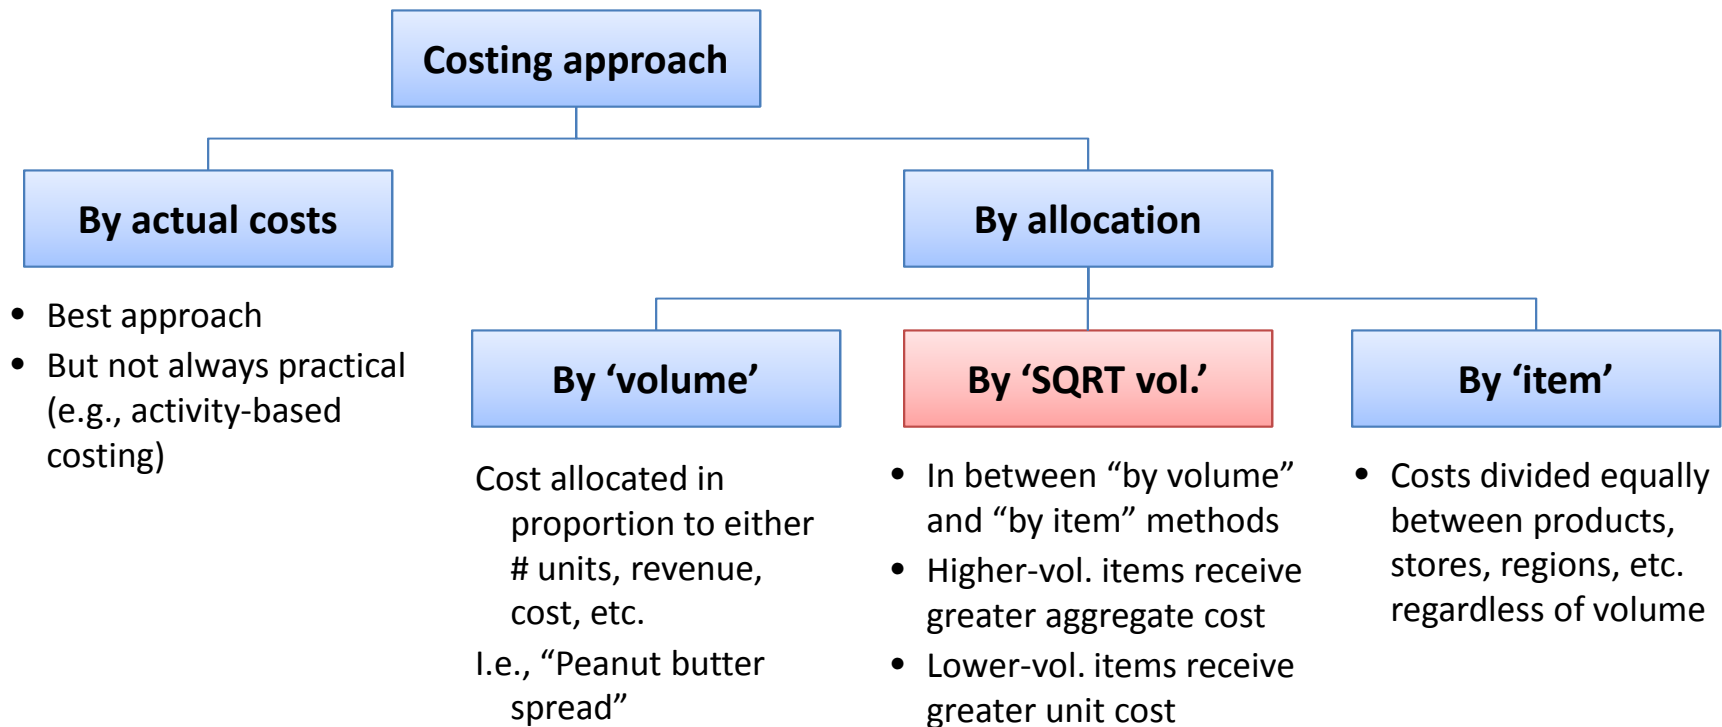 Costing approach
By actual costs
By allocation
• Best approach
• But not always practical
(e.g., activity-based
costing)
By ‘volume’
By ‘SQRT vol.’
By ‘item’
Cost allocated in
proportion to either
# units, revenue,
cost, etc.
I.e., “Peanut butter
spread”
• In between “by volume”
and “by item” methods
• Higher-vol. items receive
greater aggregate cost
• Lower-vol. items receive
greater unit cost
• Costs divided equally
between products,
stores, regions, etc.
regardless of volume